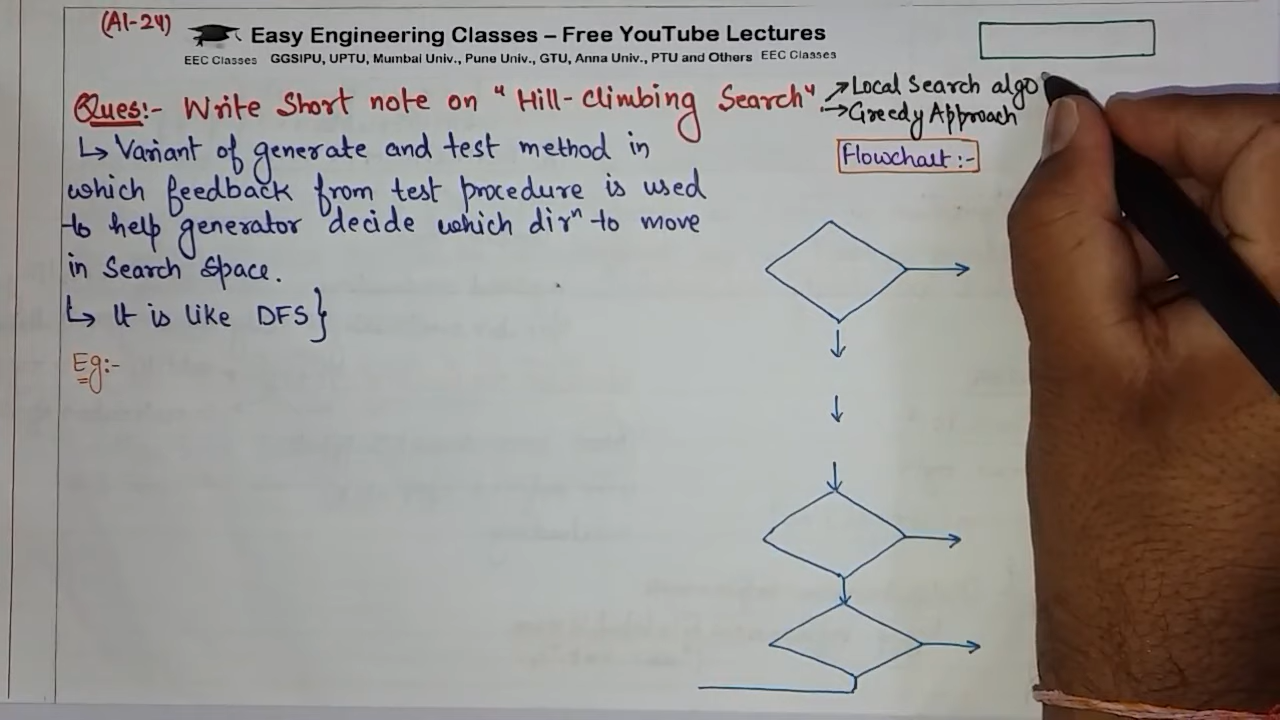 (AI-24)
Easy Engineering Classes – Free YouTube Lectures
EEC Classes GGSIPU, UPTU, Mumbai Univ., Pune Univ., GTU, Anna Univ., PTU and Others EEC Classes
Ques:- Write Short note on "Hill-Climbing Search"
→Local Search algo
→Greedy Approach
↳ Variant of generate and test method in
which feedback from test procedure is used
to help generator decide which dirⁿ to move
in Search Space.
↳ It is like DFS}
Eg:-
Flowchart:-